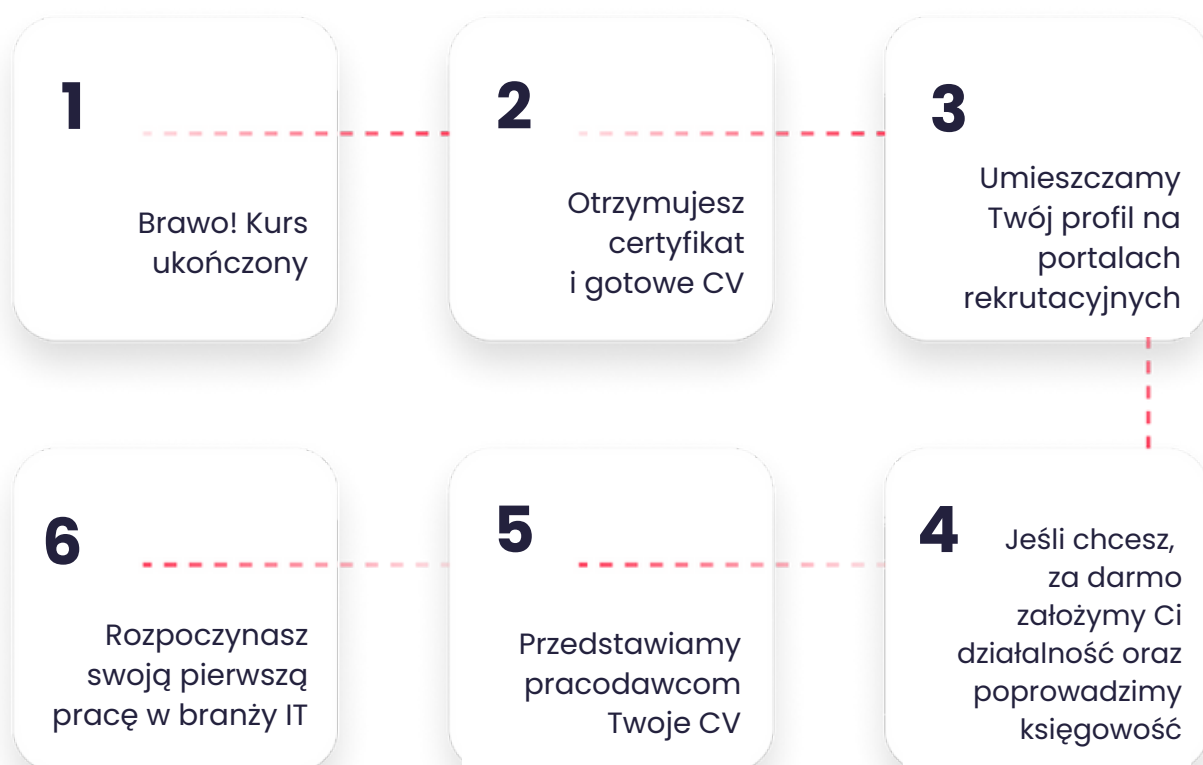 1
Brawo! Kurs
ukończony
2
Otrzymujesz
certyfikat
i gotowe CV
3
Umieszczamy
Twój profil na
portalach
rekrutacyjnych
4
Jeśli chcesz,
za darmo
założymy Ci
działalność oraz
poprowadzimy
księgowość
5
Przedstawiamy
pracodawcom
Twoje CV
6
Rozpoczynasz
swoją pierwszą
pracę w branży IT